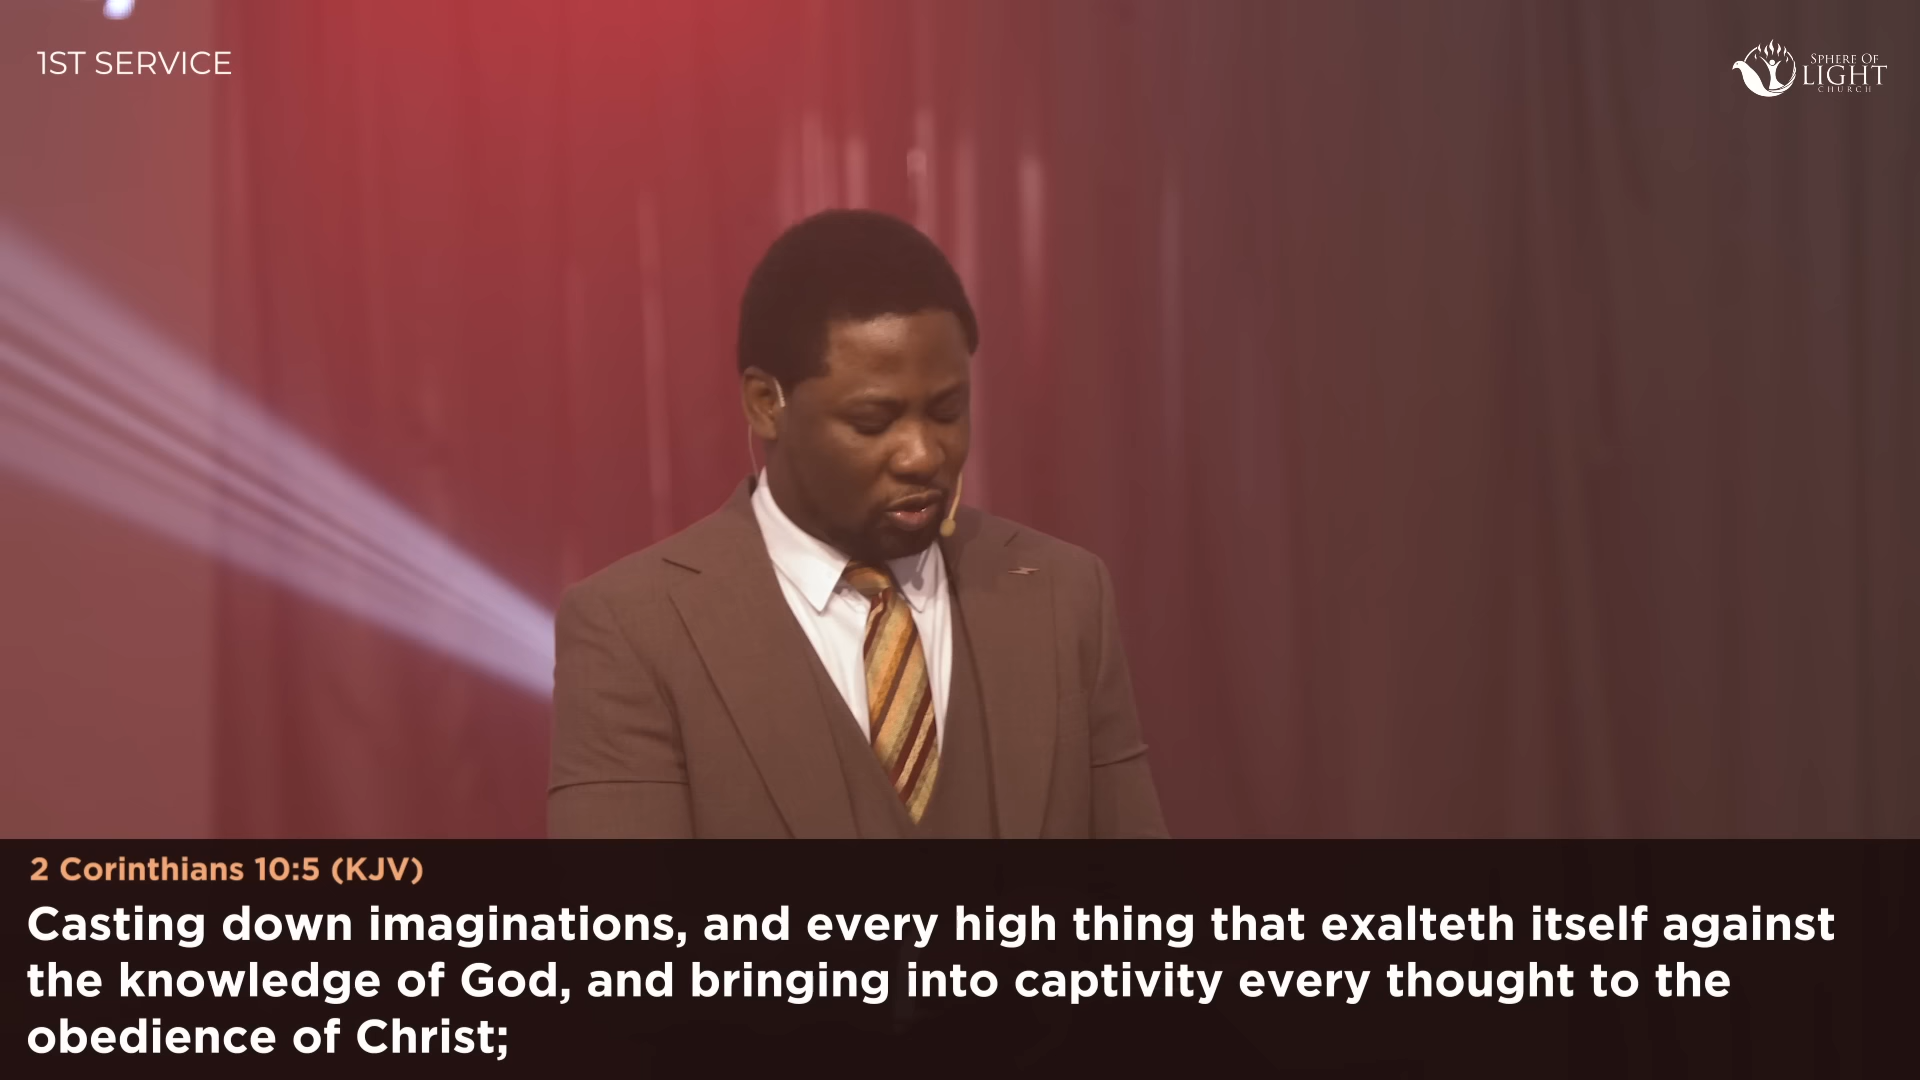 1ST SERVICE
SPHERE OF
LIGHT
CHURCH
2 Corinthians 10:5 (KJV)
Casting down imaginations, and every high thing that exalteth itself against
the knowledge of God, and bringing into captivity every thought to the
obedience of Christ;